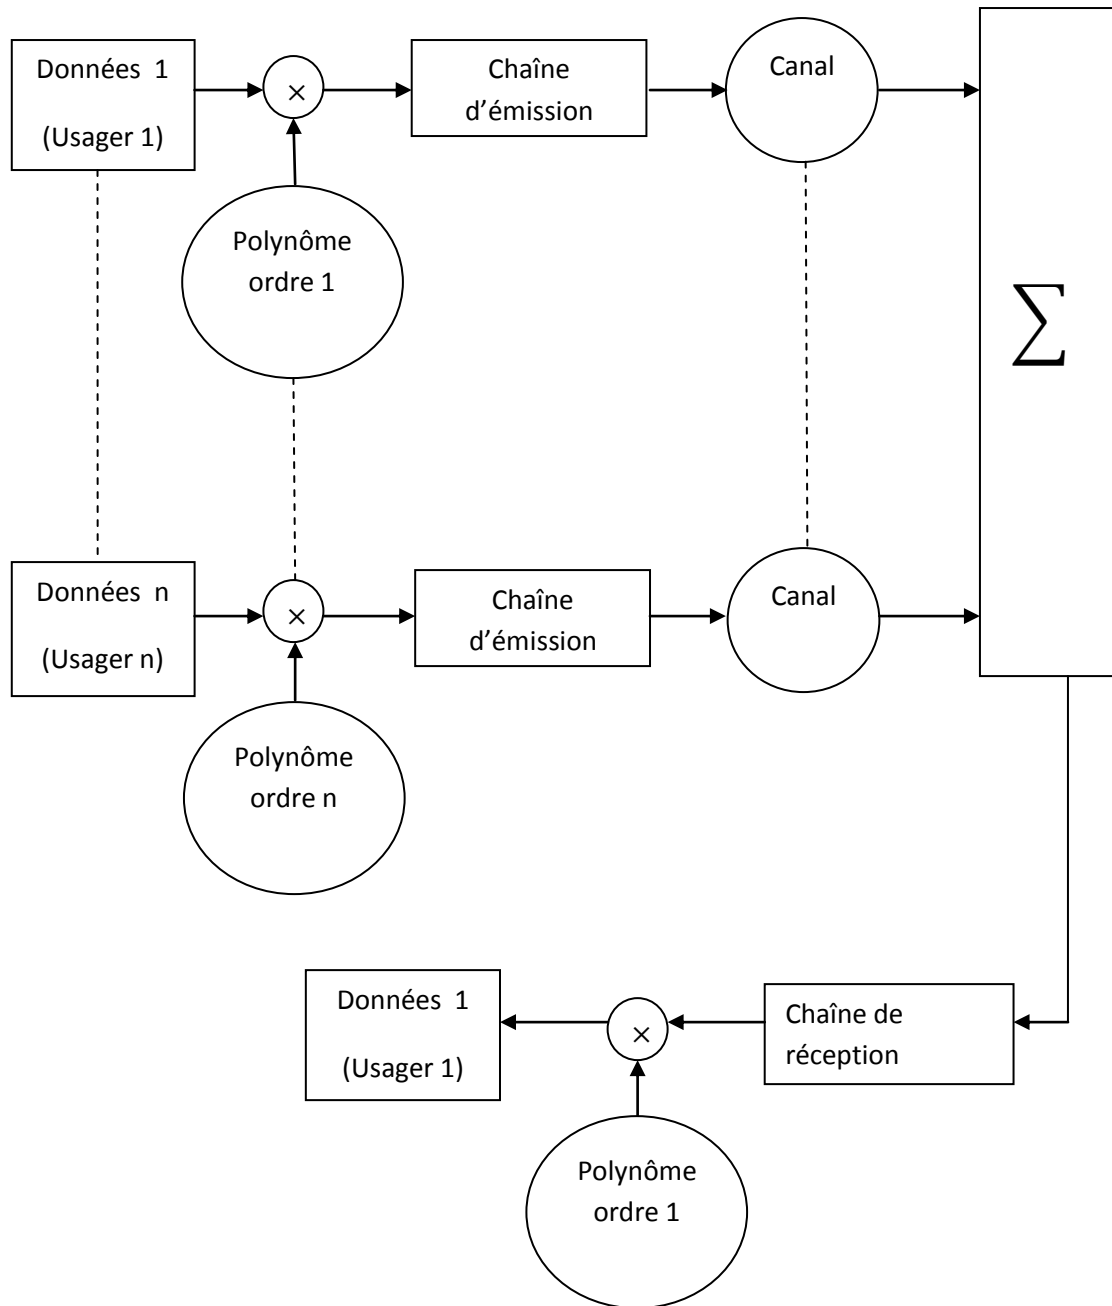 Données 1
(Usager 1)
×
Chaîne
d’émission
Canal
Polynôme
ordre 1
∑
Données n
(Usager n)
×
Chaîne
d’émission
Canal
Polynôme
ordre n
Données 1
(Usager 1)
×
Chaîne de
réception
Polynôme
ordre 1